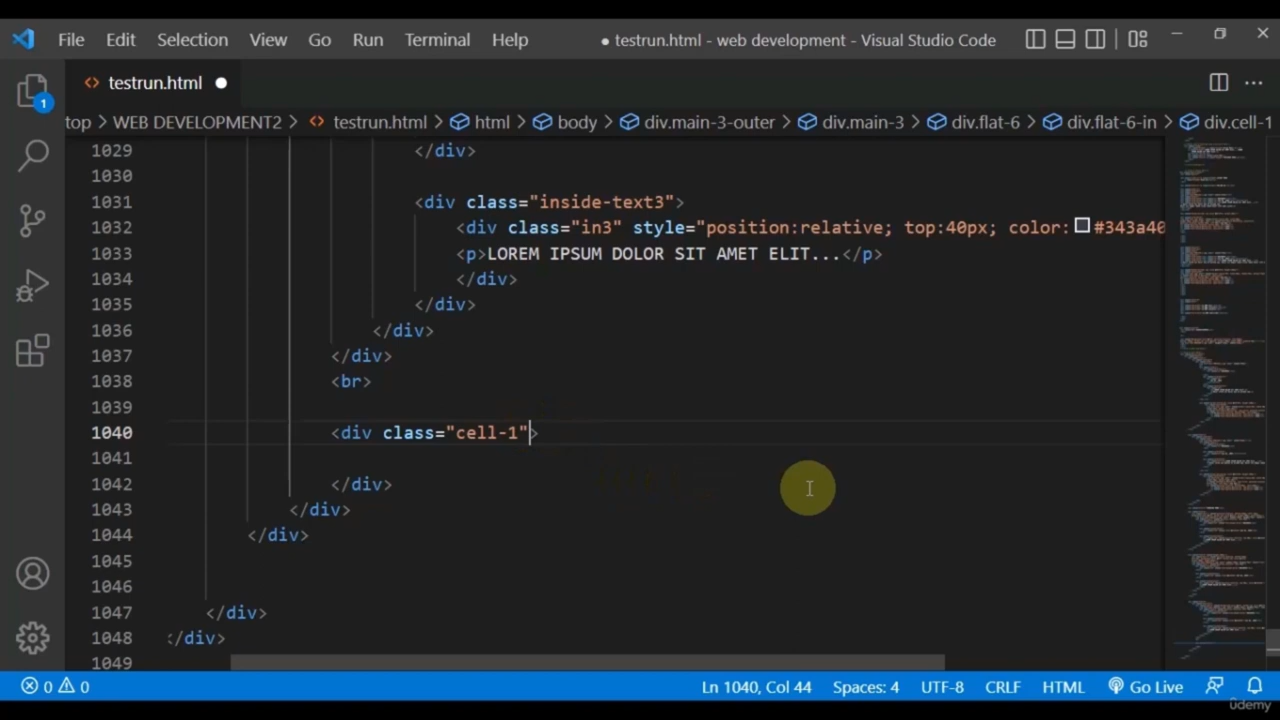 File Edit Selection View Go Run Terminal Help ● testrun.html - web development - Visual Studio Code
<> testrun.html ●
top > WEB DEVELOPMENT2 > <> testrun.html > html > body > div.main-3-outer > div.main-3 > div.flat-6 > div.flat-6-in > div.cell-1
1
1029 </div>
1030
1031 <div class="inside-text3">
1032 <div class="in3" style="position:relative; top:40px; color: #343a40
1033 <p>LOREM IPSUM DOLOR SIT AMET ELIT...</p>
1034 </div>
1035 </div>
1036 </div>
1037 </div>
1038 <br>
1039
1040 <div class="cell-1">
1041
1042 </div>
1043 </div>
1044 </div>
1045
1046
1047 </div>
1048 </div>
1049
0 0 Ln 1040, Col 44 Spaces: 4 UTF-8 CRLF HTML Go Live
ûdemy